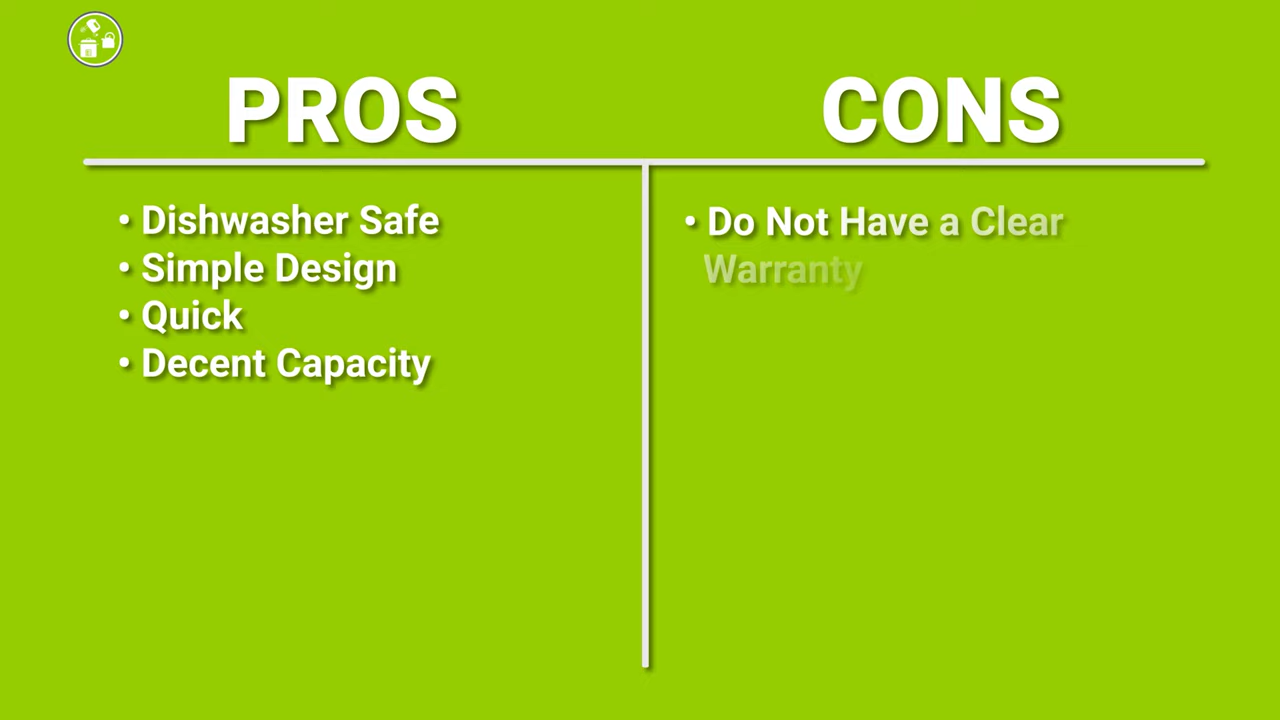 PROS
CONS
• Dishwasher Safe
• Simple Design
• Quick
• Decent Capacity
• Do Not Have a Clear
Warranty